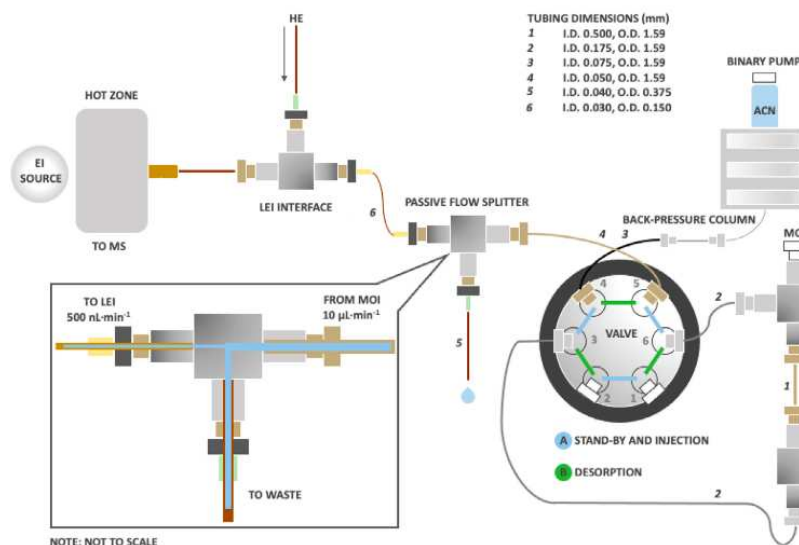 HE
TUBING DIMENSIONS (mm)
1 I.D. 0.500, O.D. 1.59
2 I.D. 0.175, O.D. 1.59
3 I.D. 0.075, O.D. 1.59
4 I.D. 0.050, O.D. 1.59
5 I.D. 0.040, O.D. 0.375
6 I.D. 0.030, O.D. 0.150
BINARY PUMP
ACN
HOT ZONE
EI
SOURCE
TO MS
LEI INTERFACE
6
PASSIVE FLOW SPLITTER
BACK-PRESSURE COLUMN
4
3
MO
4
5
3
VALVE
6
2
1
2
1
5
TO LEI
500 nL·min⁻¹
FROM MOI
10 µL·min⁻¹
TO WASTE
A STAND-BY AND INJECTION
B DESORPTION
2
NOTE: NOT TO SCALE